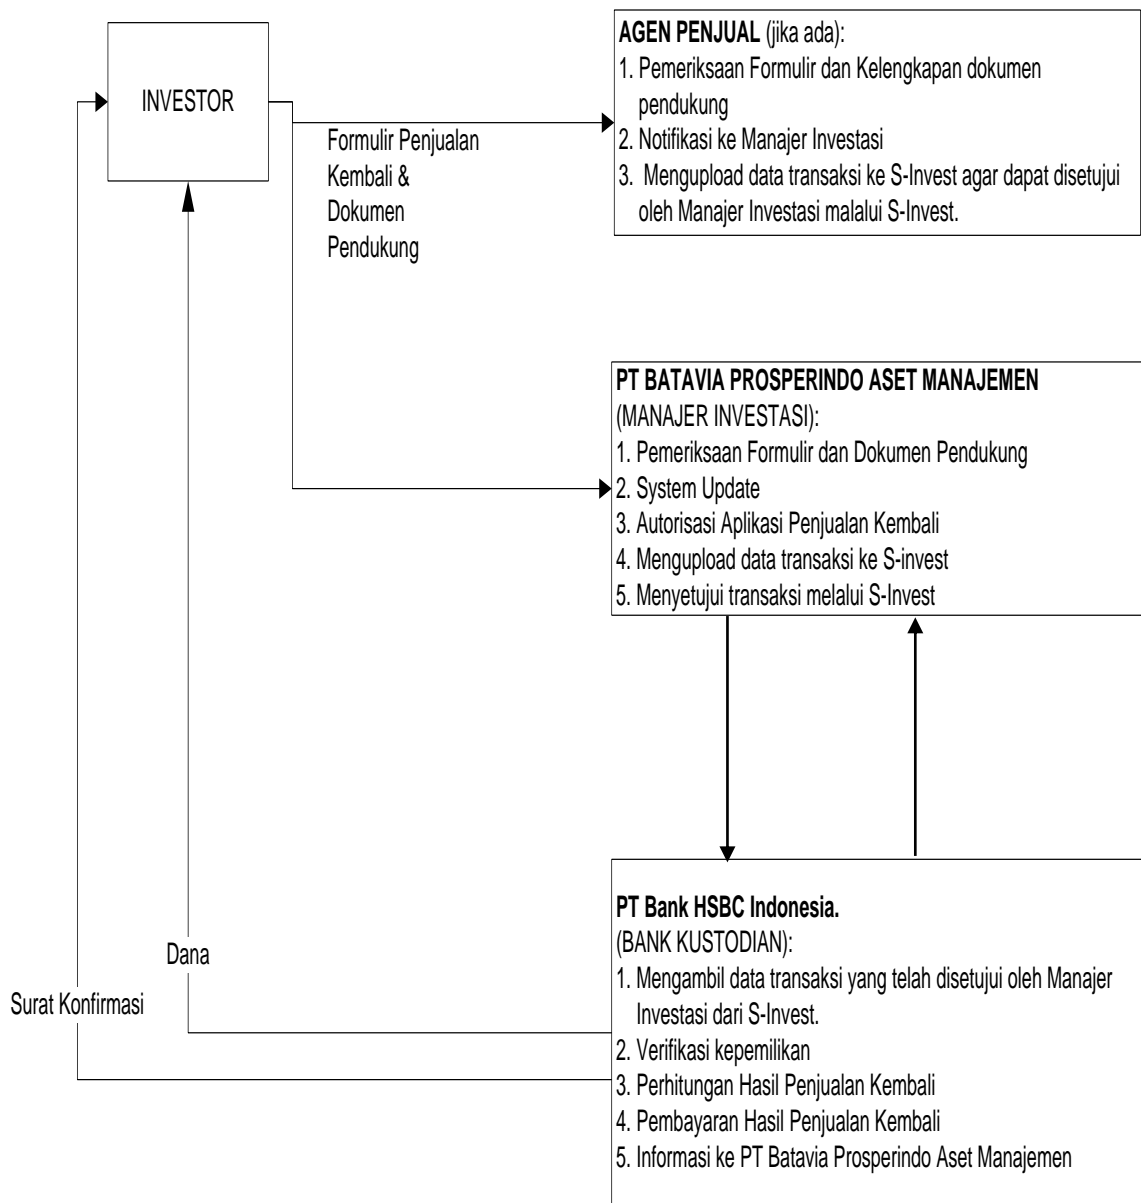 INVESTOR
Formulir Penjualan
Kembali &
Dokumen
Pendukung
AGEN PENJUAL (jika ada):
1. Pemeriksaan Formulir dan Kelengkapan dokumen
pendukung
2. Notifikasi ke Manajer Investasi
3. Mengupload data transaksi ke S-Invest agar dapat disetujui
oleh Manajer Investasi malalui S-Invest.
PT BATAVIA PROSPERINDO ASET MANAJEMEN
(MANAJER INVESTASI):
1. Pemeriksaan Formulir dan Dokumen Pendukung
2. System Update
3. Autorisasi Aplikasi Penjualan Kembali
4. Mengupload data transaksi ke S-invest
5. Menyetujui transaksi melalui S-Invest
Dana
Surat Konfirmasi
PT Bank HSBC Indonesia.
(BANK KUSTODIAN):
1. Mengambil data transaksi yang telah disetujui oleh Manajer
Investasi dari S-Invest.
2. Verifikasi kepemilikan
3. Perhitungan Hasil Penjualan Kembali
4. Pembayaran Hasil Penjualan Kembali
5. Informasi ke PT Batavia Prosperindo Aset Manajemen